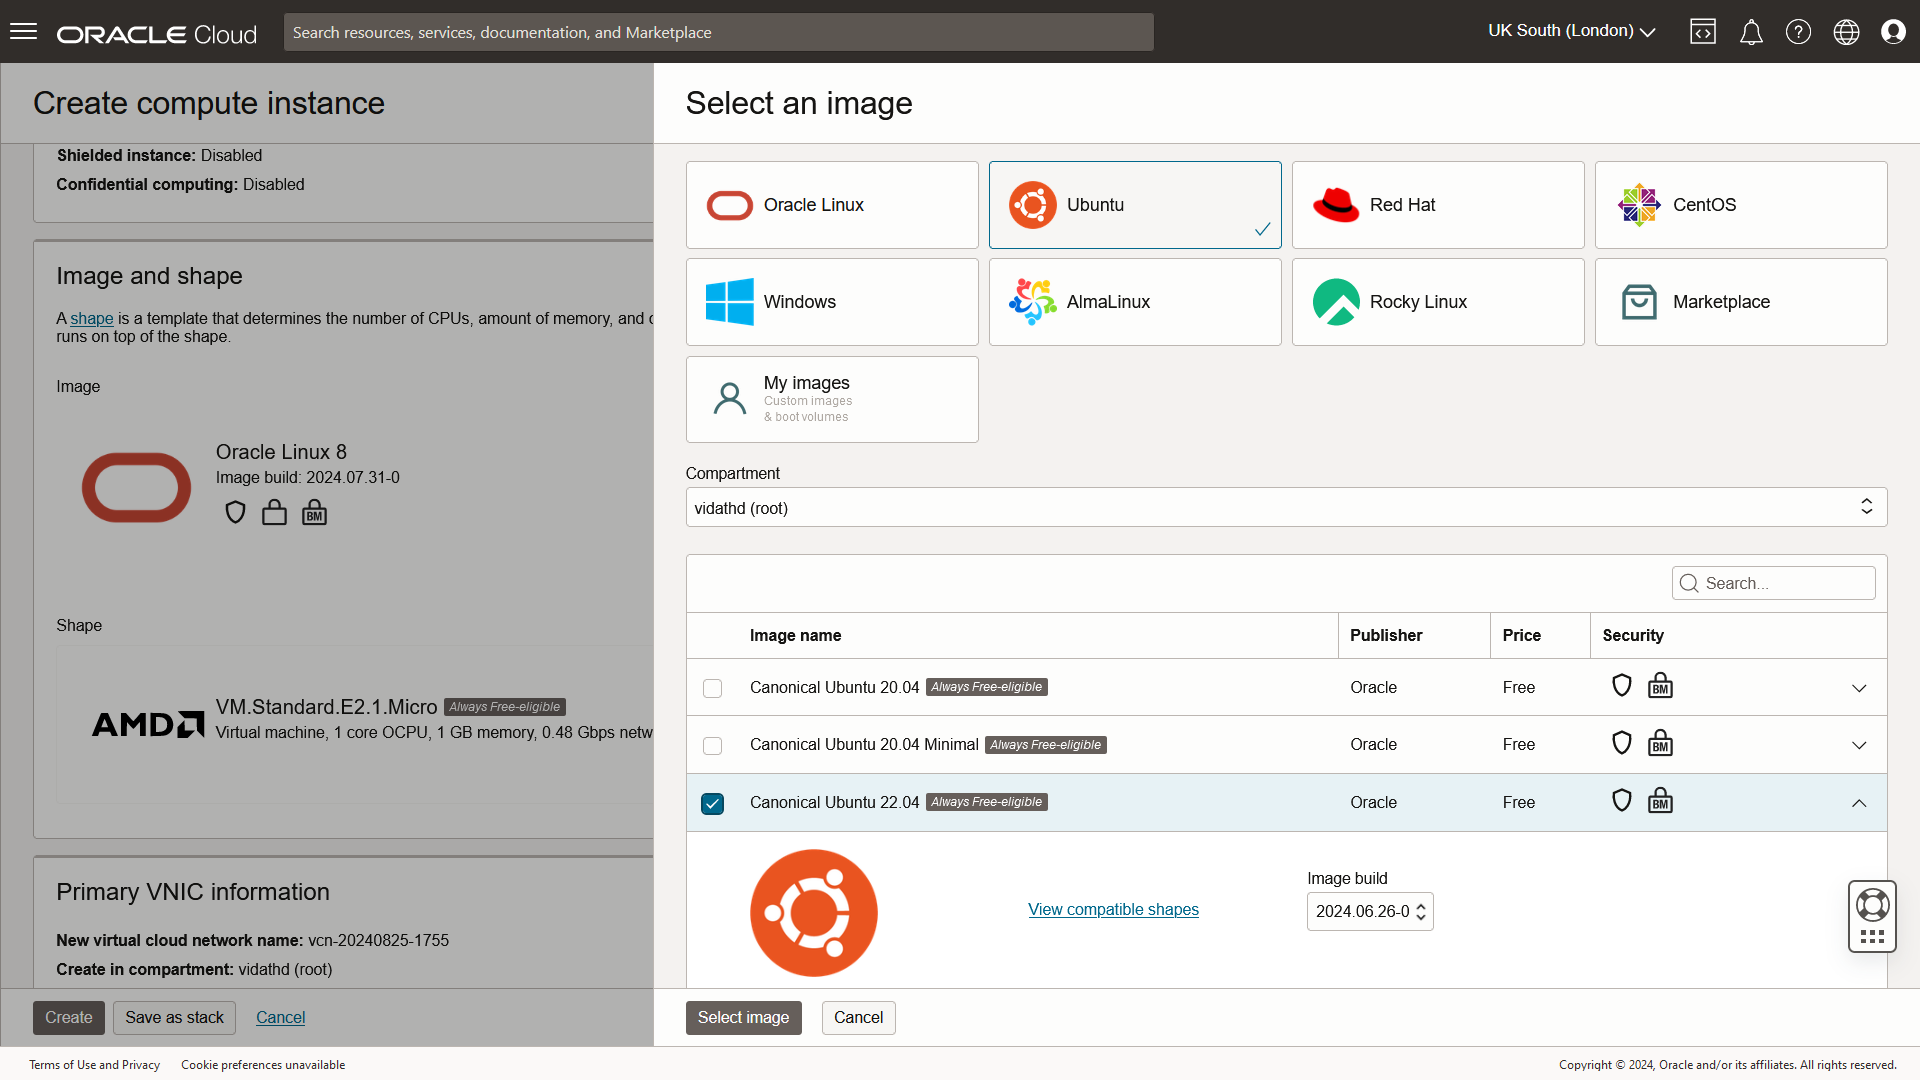 ORACLE Cloud
Search resources, services, documentation, and Marketplace
UK South (London)
Create compute instance
Shielded instance: Disabled
Confidential computing: Disabled
Image and shape
A shape is a template that determines the number of CPUs, amount of memory, and
runs on top of the shape.
Image
Oracle Linux 8
Image build: 2024.07.31-0
BM
Shape
AMD
VM.Standard.E2.1.Micro Always Free-eligible
Virtual machine, 1 core OCPU, 1 GB memory, 0.48 Gbps netw
Primary VNIC information
New virtual cloud network name: vcn-20240825-1755
Create in compartment: vidathd (root)
Create
Save as stack
Cancel
Select an image
Oracle Linux
Ubuntu
Red Hat
CentOS
Windows
AlmaLinux
Rocky Linux
Marketplace
My images
Custom images
& boot volumes
Compartment
vidathd (root)
Search...
Image name Publisher Price Security
Canonical Ubuntu 20.04 Always Free-eligible Oracle Free BM
Canonical Ubuntu 20.04 Minimal Always Free-eligible Oracle Free BM
Canonical Ubuntu 22.04 Always Free-eligible Oracle Free BM
View compatible shapes
Image build
2024.06.26-0
Select image
Cancel
Terms of Use and Privacy
Cookie preferences unavailable
Copyright © 2024, Oracle and/or its affiliates. All rights reserved.